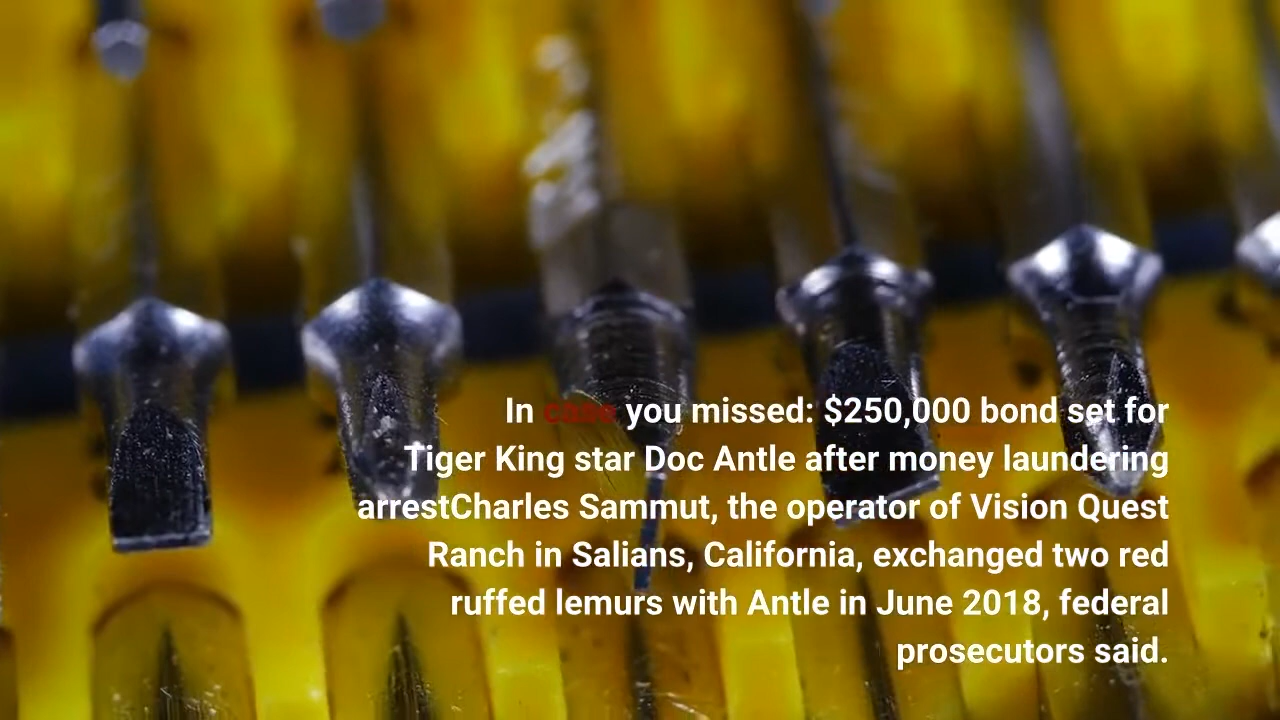 In case you missed: $250,000 bond set for
Tiger King star Doc Antle after money laundering
arrestCharles Sammut, the operator of Vision Quest
Ranch in Salians, California, exchanged two red
ruffed lemurs with Antle in June 2018, federal
prosecutors said.